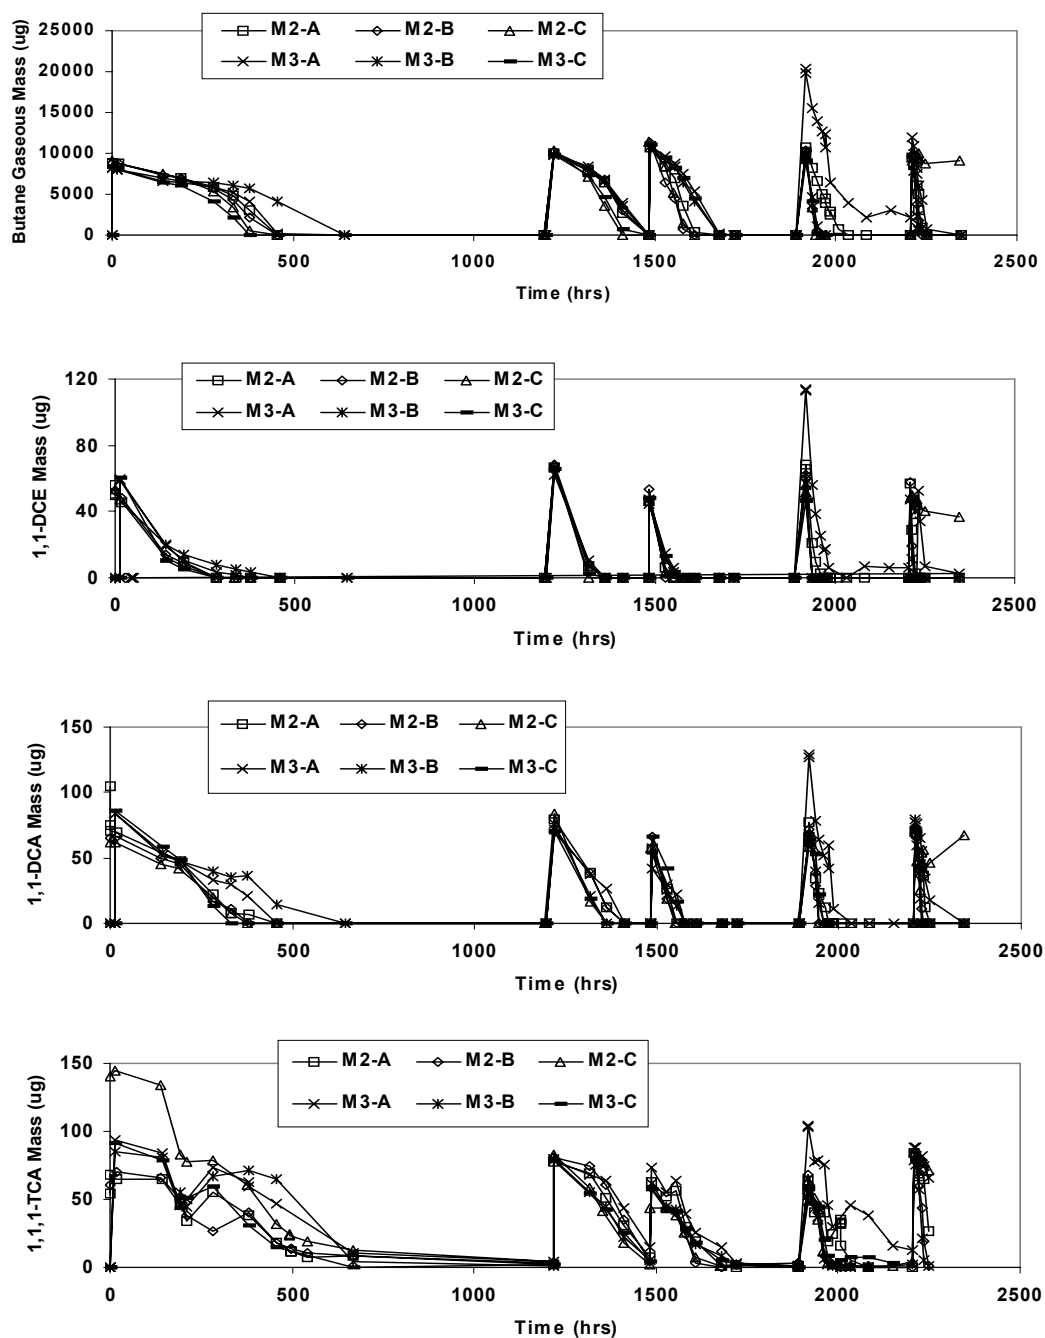 M2-A M2-B M2-C
M3-A M3-B M3-C
Butane Gaseous Mass (ug)
25000
20000
15000
10000
5000
0
0 500 1000 1500 2000 2500
Time (hrs)
M2-A M2-B M2-C
M3-A M3-B M3-C
1,1-DCE Mass (ug)
120
80
40
0
0 500 1000 1500 2000 2500
Time (hrs)
M2-A M2-B M2-C
M3-A M3-B M3-C
1,1-DCA Mass (ug)
150
100
50
0
0 500 1000 1500 2000 2500
Time (hrs)
M2-A M2-B M2-C
M3-A M3-B M3-C
1,1,1-TCA Mass (ug)
150
100
50
0
0 500 1000 1500 2000 2500
Time (hrs)